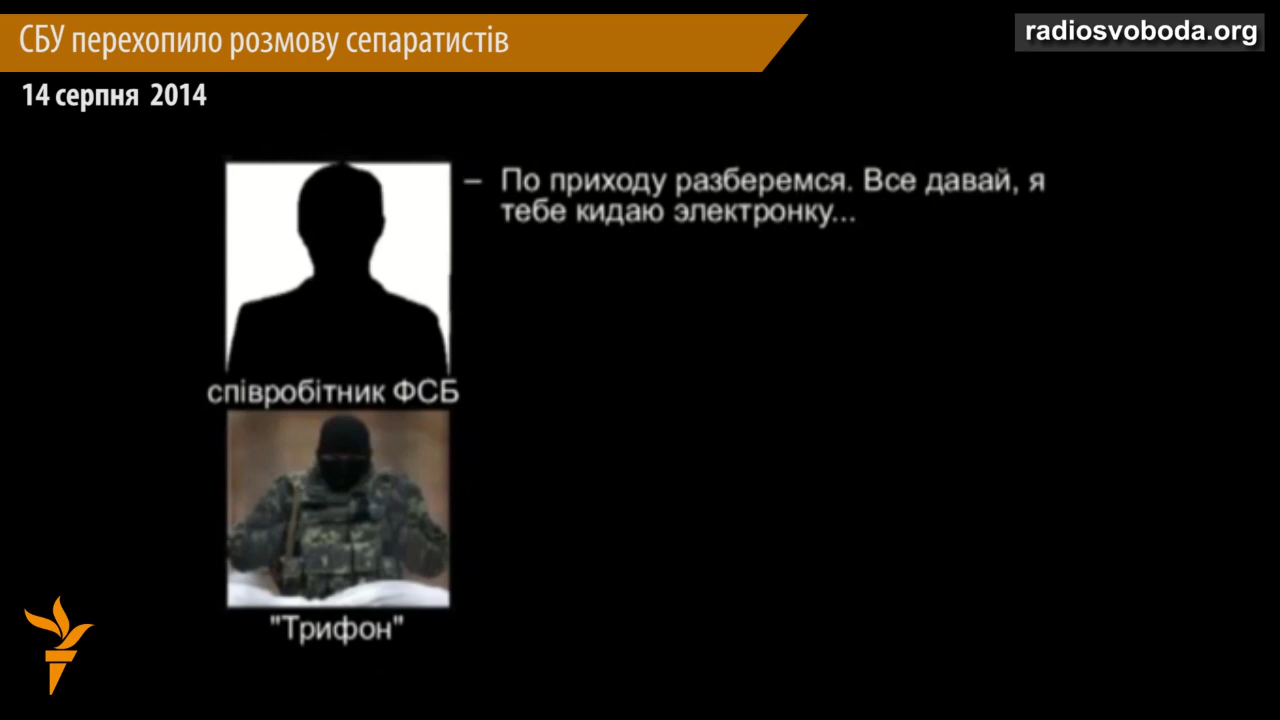 СБУ перехопило розмову сепаратистів
radiosvoboda.org
14 серпня 2014
– По приходу разберемся. Все давай, я
тебе кидаю электронку...
співробітник ФСБ
"Трифон"